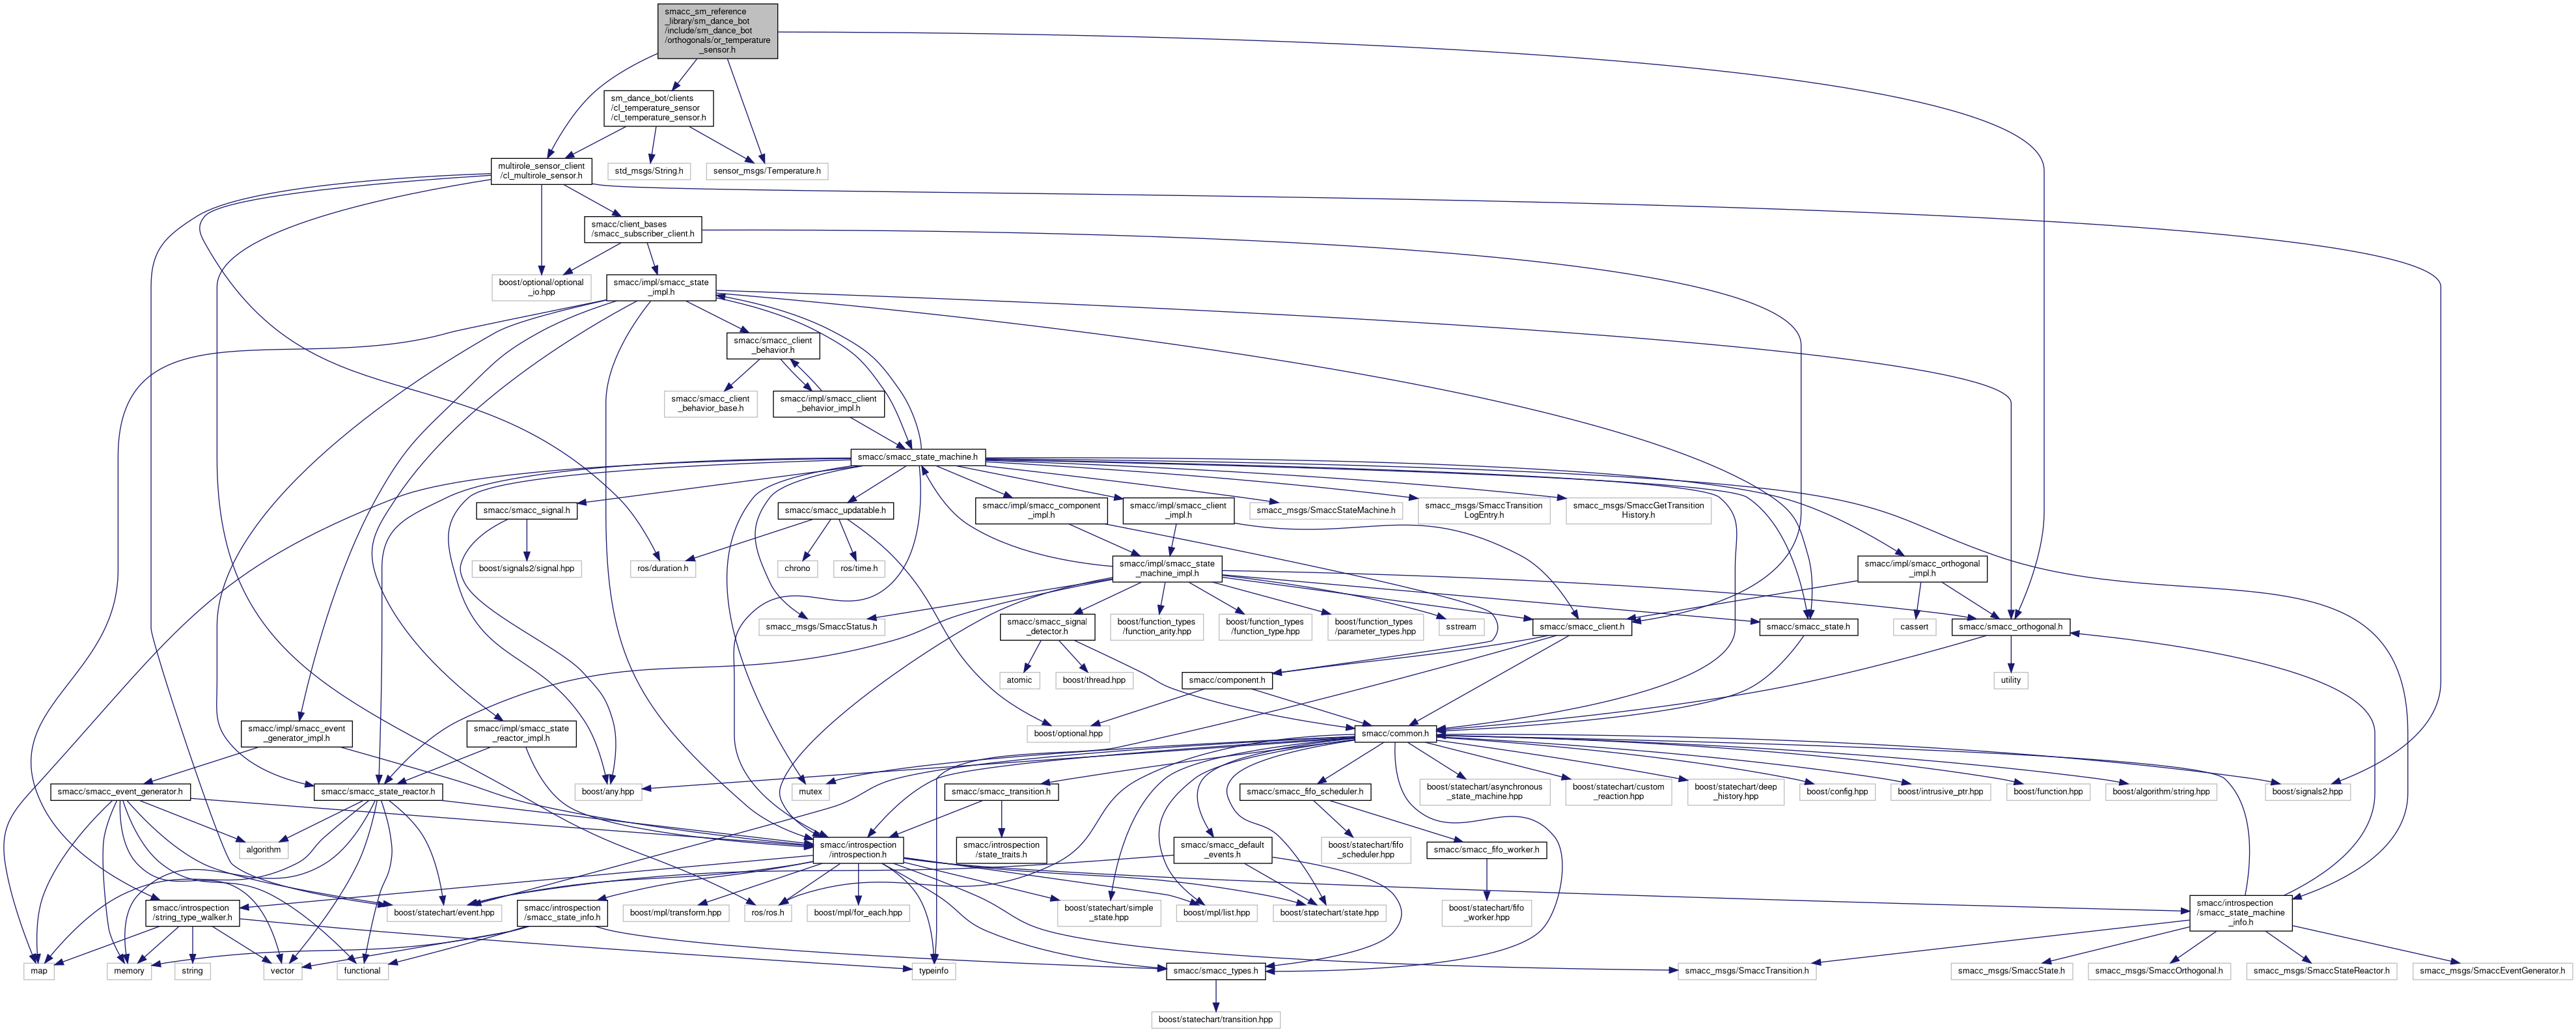 smacc_sm_reference
_library/sm_dance_bot
/include/sm_dance_bot
/orthogonals/or_temperature
_sensor.h
sm_dance_bot/clients
/cl_temperature_sensor
/cl_temperature_sensor.h
multirole_sensor_client
/cl_multirole_sensor.h
std_msgs/String.h
sensor_msgs/Temperature.h
smacc/client_bases
/smacc_subscriber_client.h
boost/optional/optional
_io.hpp
smacc/impl/smacc_state
_impl.h
smacc/smacc_client
_behavior.h
smacc/smacc_client
_behavior_base.h
smacc/impl/smacc_client
_behavior_impl.h
smacc/smacc_state_machine.h
smacc/smacc_signal.h
smacc/smacc_updatable.h
smacc/impl/smacc_component
_impl.h
smacc/impl/smacc_client
_impl.h
smacc_msgs/SmaccStateMachine.h
smacc_msgs/SmaccTransition
LogEntry.h
smacc_msgs/SmaccGetTransition
History.h
boost/signals2/signal.hpp
ros/duration.h
chrono
ros/time.h
smacc/impl/smacc_state
_machine_impl.h
smacc/impl/smacc_orthogonal
_impl.h
smacc_msgs/SmaccStatus.h
smacc/smacc_signal
_detector.h
boost/function_types
/function_arity.hpp
boost/function_types
/function_type.hpp
boost/function_types
/parameter_types.hpp
sstream
smacc/smacc_client.h
smacc/smacc_state.h
cassert
smacc/smacc_orthogonal.h
atomic
boost/thread.hpp
smacc/component.h
utility
smacc/impl/smacc_event
_generator_impl.h
smacc/impl/smacc_state
_reactor_impl.h
boost/optional.hpp
smacc/common.h
smacc/smacc_event_generator.h
smacc/smacc_state_reactor.h
boost/any.hpp
mutex
smacc/smacc_transition.h
smacc/smacc_fifo_scheduler.h
boost/statechart/asynchronous
_state_machine.hpp
boost/statechart/custom
_reaction.hpp
boost/statechart/deep
_history.hpp
boost/config.hpp
boost/intrusive_ptr.hpp
boost/function.hpp
boost/algorithm/string.hpp
boost/signals2.hpp
algorithm
smacc/introspection
/introspection.h
smacc/introspection
/state_traits.h
smacc/smacc_default
_events.h
boost/statechart/fifo
_scheduler.hpp
smacc/smacc_fifo_worker.h
smacc/introspection
/string_type_walker.h
boost/statechart/event.hpp
smacc/introspection
/smacc_state_info.h
boost/mpl/transform.hpp
ros/ros.h
boost/mpl/for_each.hpp
boost/statechart/simple
_state.hpp
boost/mpl/list.hpp
boost/statechart/state.hpp
boost/statechart/fifo
_worker.hpp
smacc/introspection
/smacc_state_machine
_info.h
map
memory
string
vector
functional
typeinfo
smacc/smacc_types.h
smacc_msgs/SmaccTransition.h
smacc_msgs/SmaccState.h
smacc_msgs/SmaccOrthogonal.h
smacc_msgs/SmaccStateReactor.h
smacc_msgs/SmaccEventGenerator.h
boost/statechart/transition.hpp